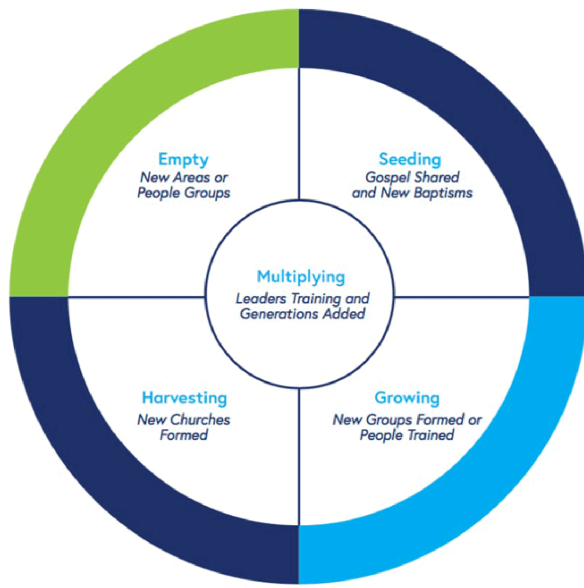 Empty
New Areas or
People Groups
Seeding
Gospel Shared
and New Baptisms
Multiplying
Leaders Training and
Generations Added
Harvesting
New Churches
Formed
Growing
New Groups Formed or
People Trained